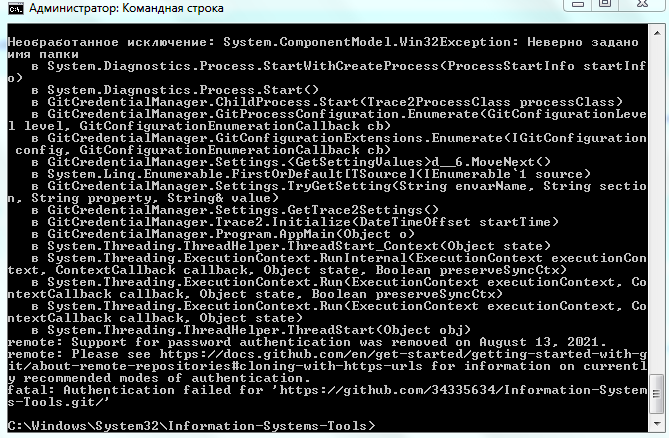 Администратор: Командная строка
Необработанное исключение: System.ComponentModel.Win32Exception: Неверно задано
имя папки
в System.Diagnostics.Process.StartWithCreateProcess(ProcessStartInfo startInf
o)
в System.Diagnostics.Process.Start()
в GitCredentialManager.ChildProcess.Start(Trace2ProcessClass processClass)
в GitCredentialManager.GitProcessConfiguration.Enumerate(GitConfigurationLeve
l level, GitConfigurationEnumerationCallback cb)
в GitCredentialManager.GitConfigurationExtensions.Enumerate(IGitConfiguration
config, GitConfigurationEnumerationCallback cb)
в GitCredentialManager.Settings.<GetSettingValues>d__6.MoveNext()
в System.Linq.Enumerable.FirstOrDefault[TSource](IEnumerable`1 source)
в GitCredentialManager.Settings.TryGetSetting(String envarName, String sectio
n, String property, String& value)
в GitCredentialManager.Settings.GetTrace2Settings()
в GitCredentialManager.Trace2.Initialize(DateTimeOffset startTime)
в GitCredentialManager.Program.AppMain(Object o)
в System.Threading.ThreadHelper.ThreadStart_Context(Object state)
в System.Threading.ExecutionContext.RunInternal(ExecutionContext executionCon
text, ContextCallback callback, Object state, Boolean preserveSyncCtx)
в System.Threading.ExecutionContext.Run(ExecutionContext executionContext, Co
ntextCallback callback, Object state, Boolean preserveSyncCtx)
в System.Threading.ExecutionContext.Run(ExecutionContext executionContext, Co
ntextCallback callback, Object state)
в System.Threading.ThreadHelper.ThreadStart(Object obj)
remote: Support for password authentication was removed on August 13, 2021.
remote: Please see https://docs.github.com/en/get-started/getting-started-with-g
it/about-remote-repositories#cloning-with-https-urls for information on currentl
y recommended modes of authentication.
fatal: Authentication failed for 'https://github.com/34335634/Information-System
s-Tools.git/'
C:\Windows\System32\Information-Systems-Tools>